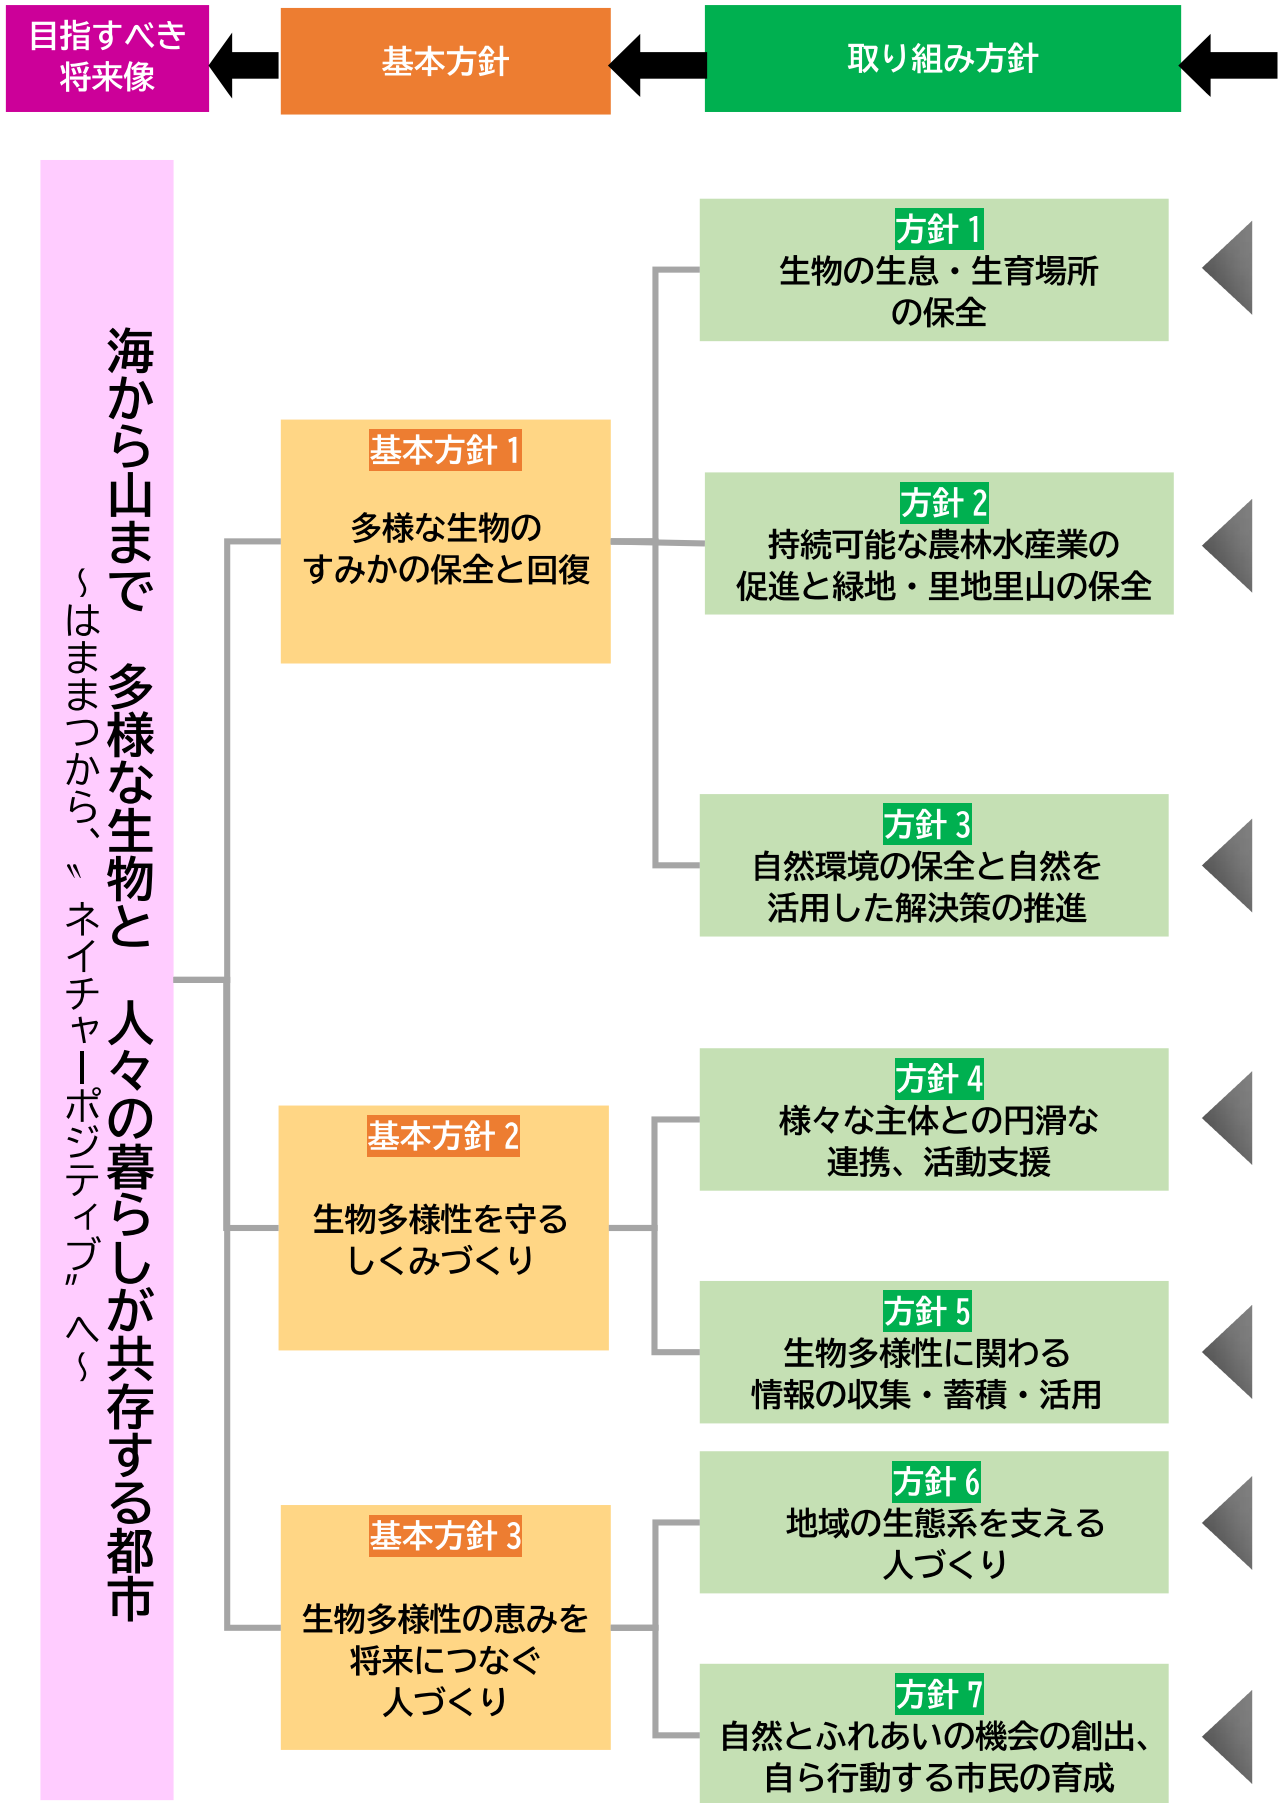 目指すべき
将来像
基本方針
取り組み方針
海から山まで　多様な生物と　人々の暮らしが共存する都市
～はままつから、〝ネイチャーポジティブ〟へ～
基本方針 1
多様な生物の
すみかの保全と回復
基本方針 2
生物多様性を守る
しくみづくり
基本方針 3
生物多様性の恵みを
将来につなぐ
人づくり
方針 1
生物の生息・生育場所
の保全
方針 2
持続可能な農林水産業の
促進と緑地・里地里山の保全
方針 3
自然環境の保全と自然を
活用した解決策の推進
方針 4
様々な主体との円滑な
連携、活動支援
方針 5
生物多様性に関わる
情報の収集・蓄積・活用
方針 6
地域の生態系を支える
人づくり
方針 7
自然とふれあいの機会の創出、
自ら行動する市民の育成